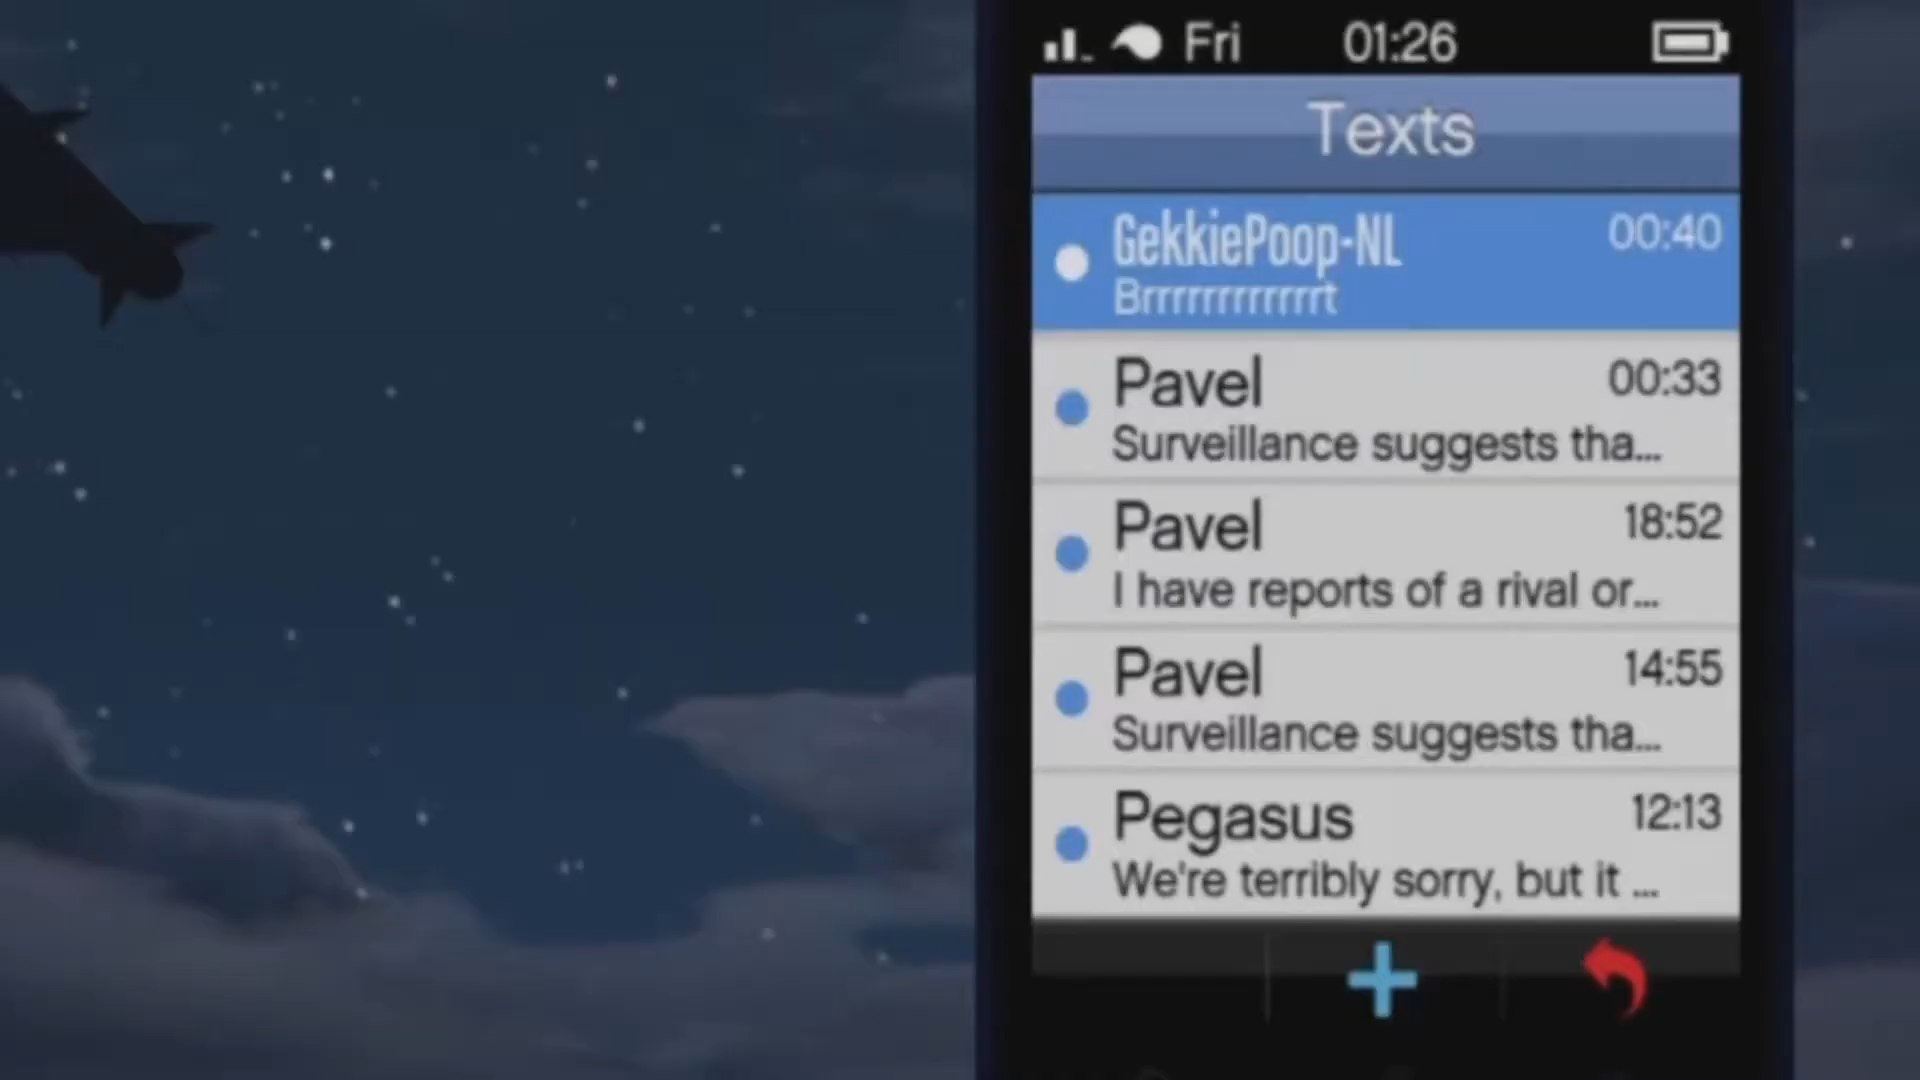 Fri 01:26
Texts
GekkiePoop-NL 00:40
Brrrrrrrrrrrrt
Pavel 00:33
Surveillance suggests tha...
Pavel 18:52
I have reports of a rival or...
Pavel 14:55
Surveillance suggests tha...
Pegasus 12:13
We're terribly sorry, but it ...